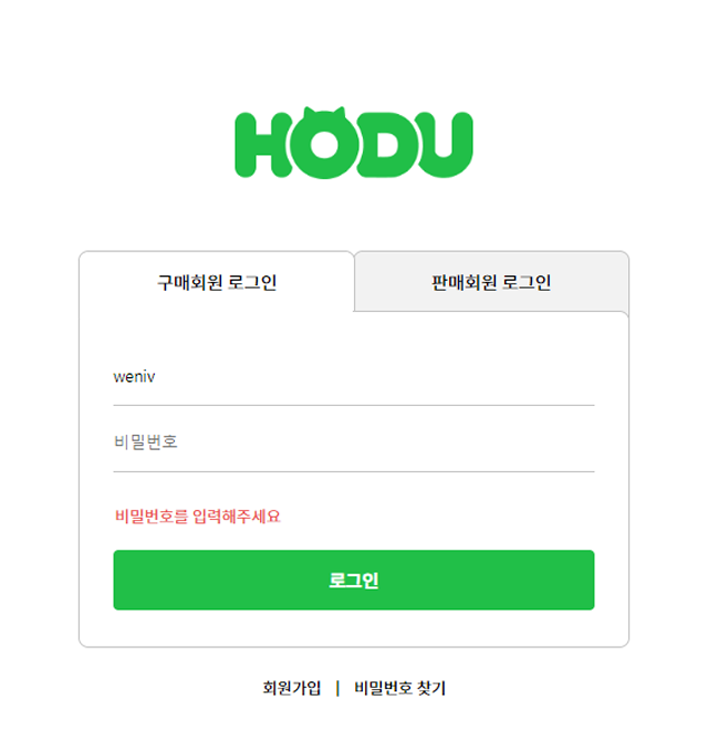 HODU
구매회원 로그인 판매회원 로그인
weniv
비밀번호
비밀번호를 입력해주세요
로그인
회원가입 | 비밀번호 찾기